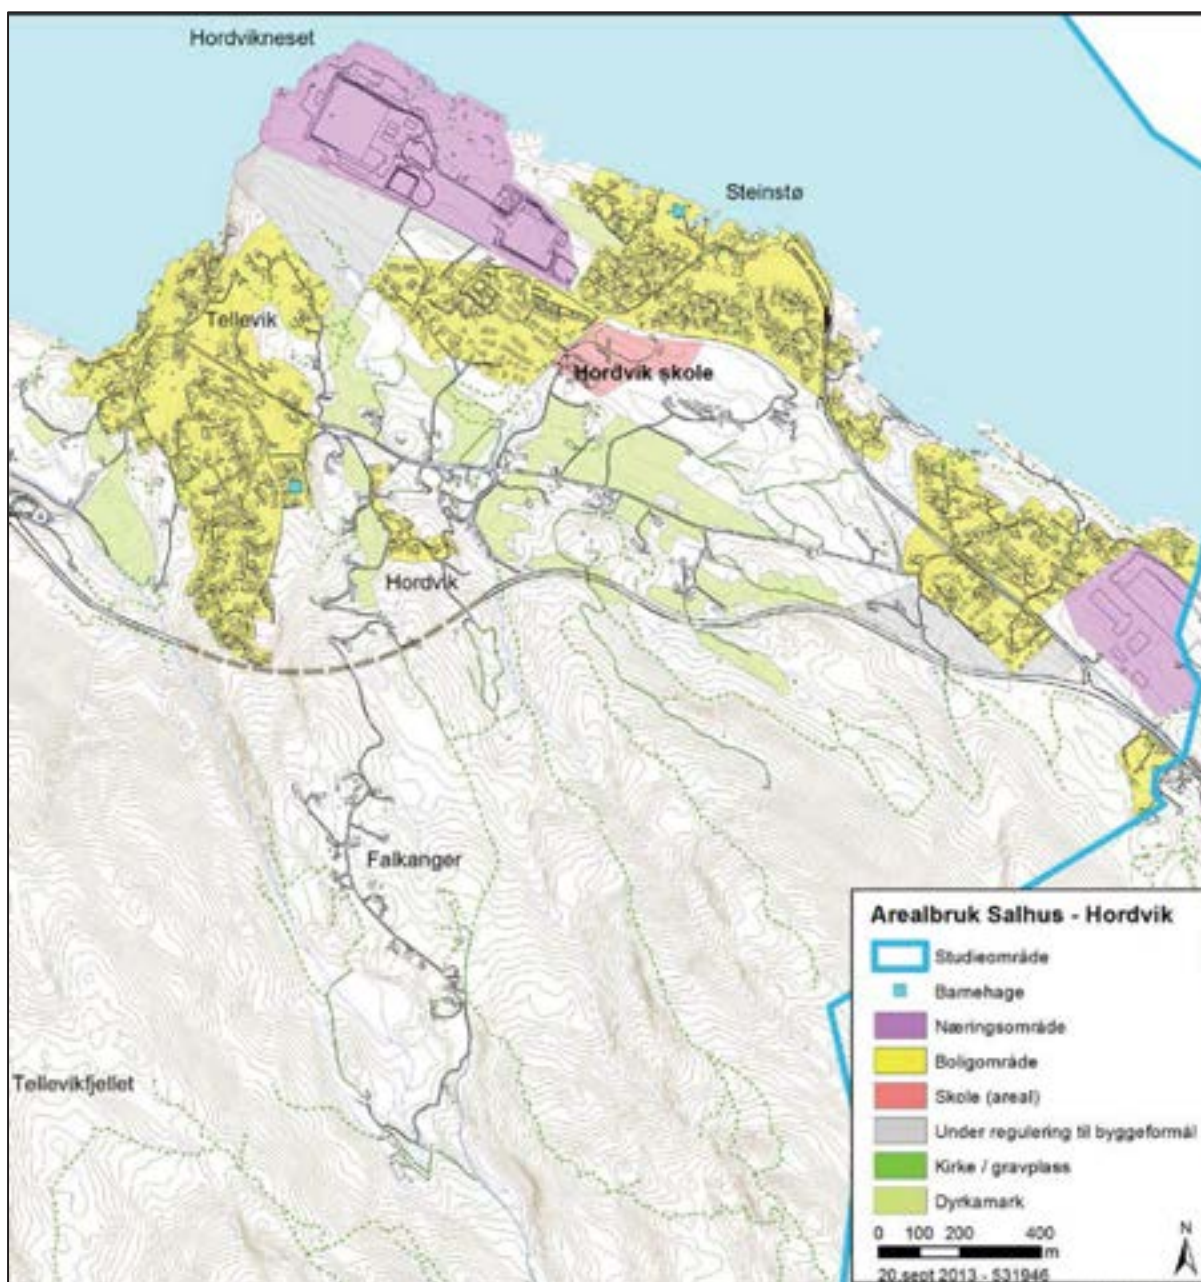 Hordvikneset
Steinstø
Tellevik
Hordvik skole
Hordvik
Falkanger
Tellevikfjellet
Arealbruk Salhus - Hordvik
Studieområde
Barnehage
Næringsområde
Boligområde
Skole (areal)
Under regulering til byggeformål
Kirke / gravplass
Dyrkamark
0 100 200 400
m
N
20.sept 2013 - 531946